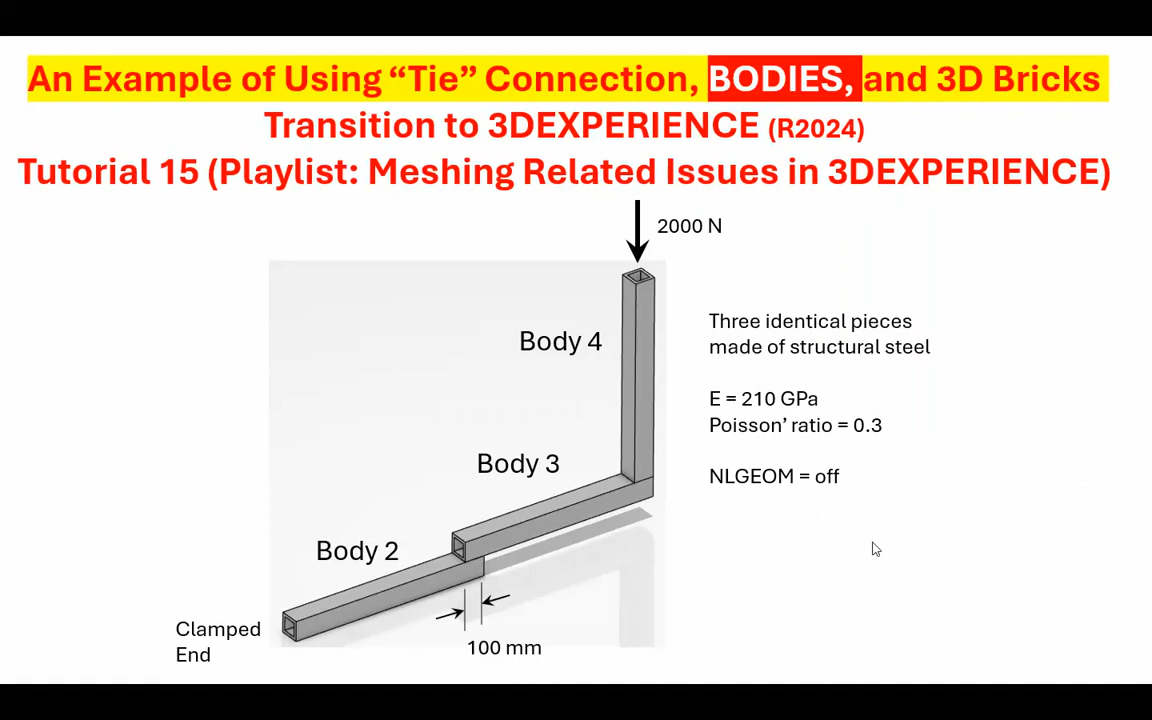 An Example of Using “Tie” Connection, BODIES, and 3D Bricks
Transition to 3DEXPERIENCE (R2024)
Tutorial 15 (Playlist: Meshing Related Issues in 3DEXPERIENCE)
2000 N
Body 4
Three identical pieces
made of structural steel
E = 210 GPa
Poisson’ ratio = 0.3
Body 3
NLGEOM = off
Body 2
Clamped
End
100 mm